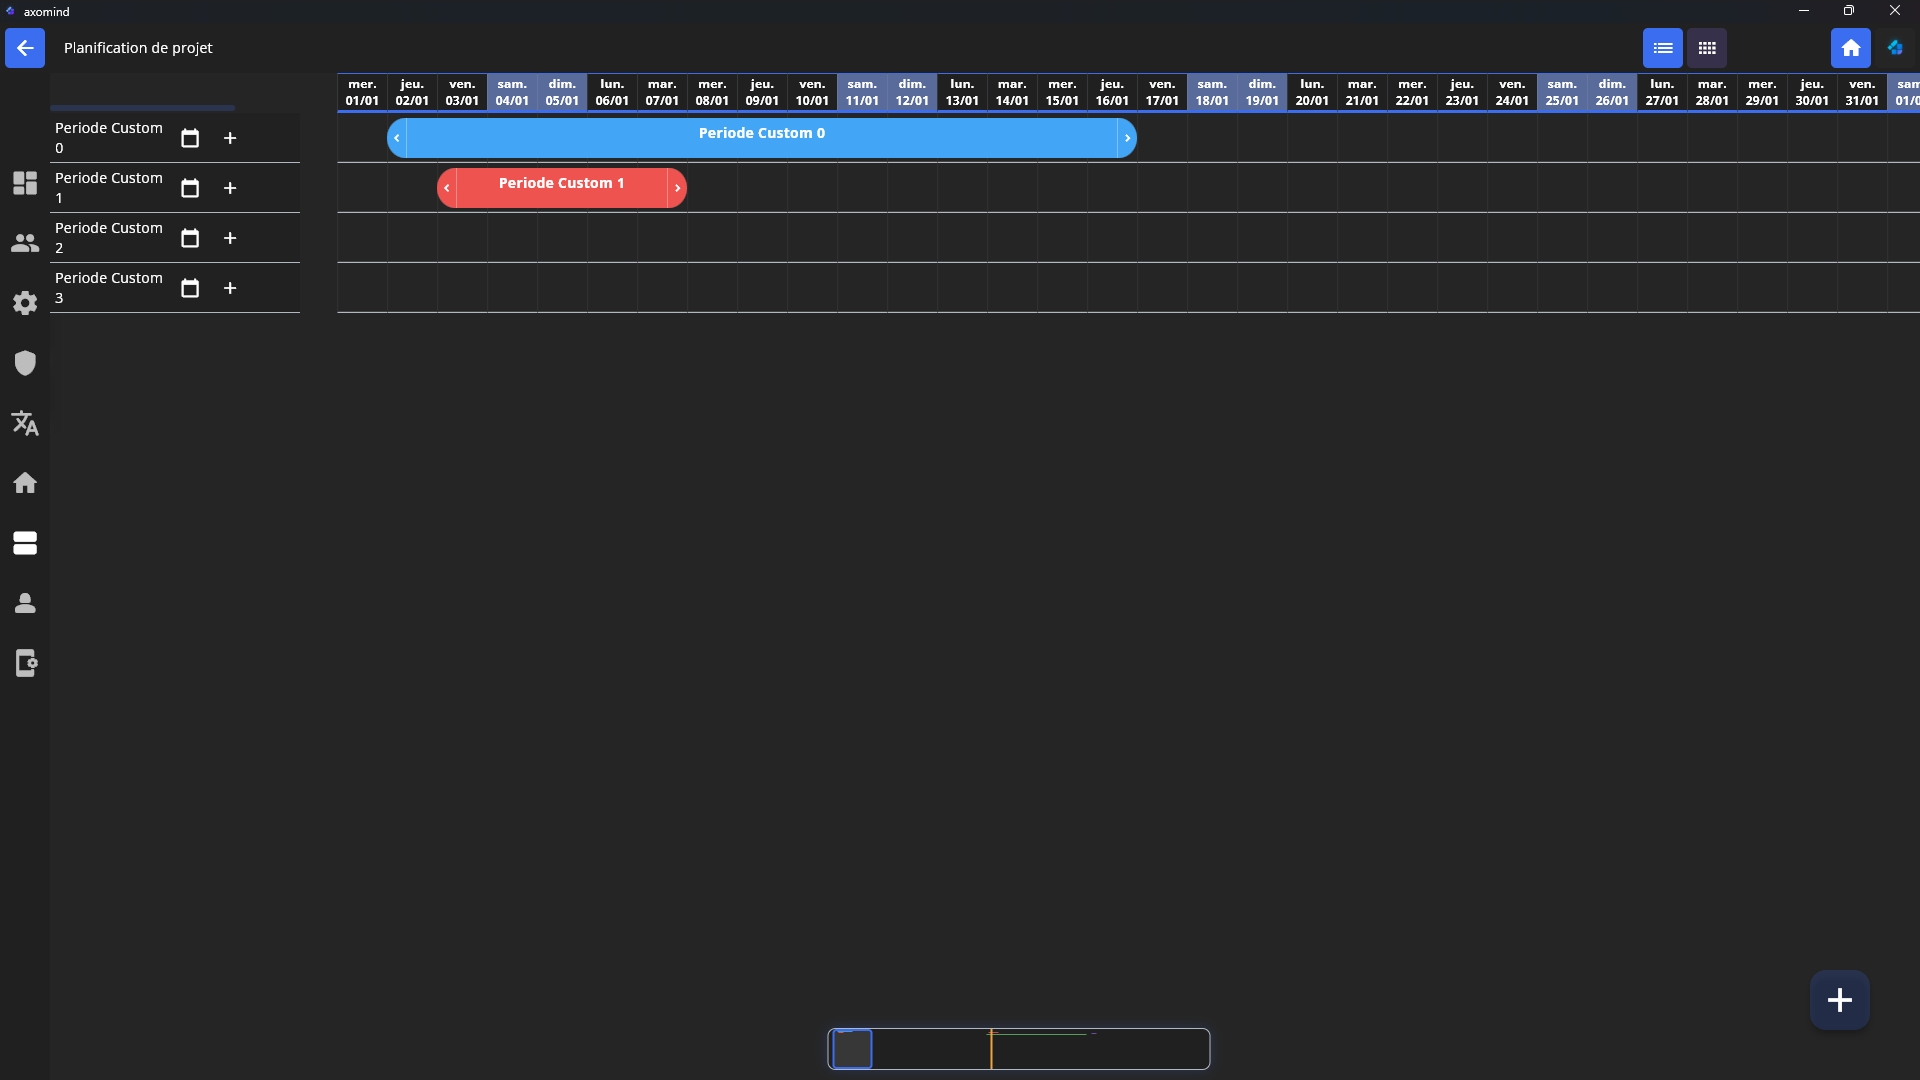 axomind
Planification de projet
mer. jeu. ven. sam. dim. lun. mar. mer. jeu. ven. sam. dim. lun. mar. mer. jeu. ven. sam. dim. lun. mar. mer. jeu. ven. sam. dim. lun. mar. mer. jeu. ven. sam
01/01 02/01 03/01 04/01 05/01 06/01 07/01 08/01 09/01 10/01 11/01 12/01 13/01 14/01 15/01 16/01 17/01 18/01 19/01 20/01 21/01 22/01 23/01 24/01 25/01 26/01 27/01 28/01 29/01 30/01 31/01 01/0
Periode Custom
0
Periode Custom 0
Periode Custom
1
Periode Custom 1
Periode Custom
2
Periode Custom
3